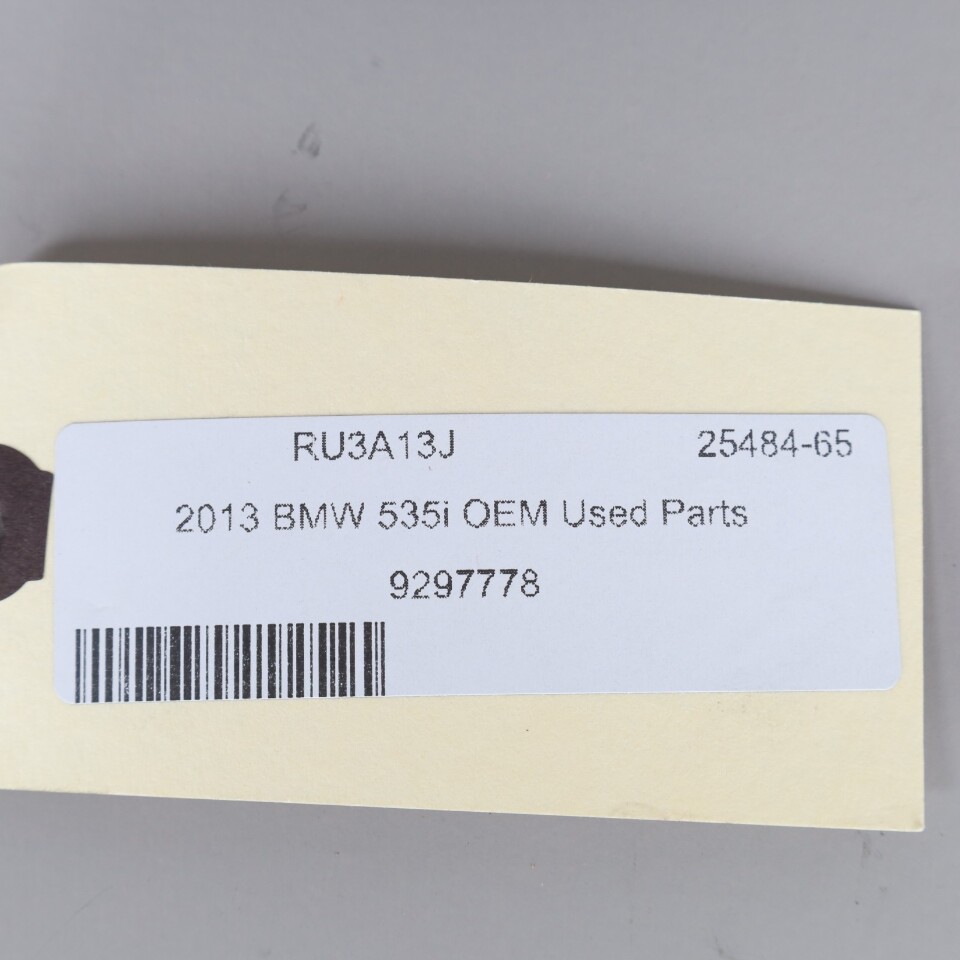 RU3A13J 25484-65
2013 BMW 535i OEM Used Parts
9297778